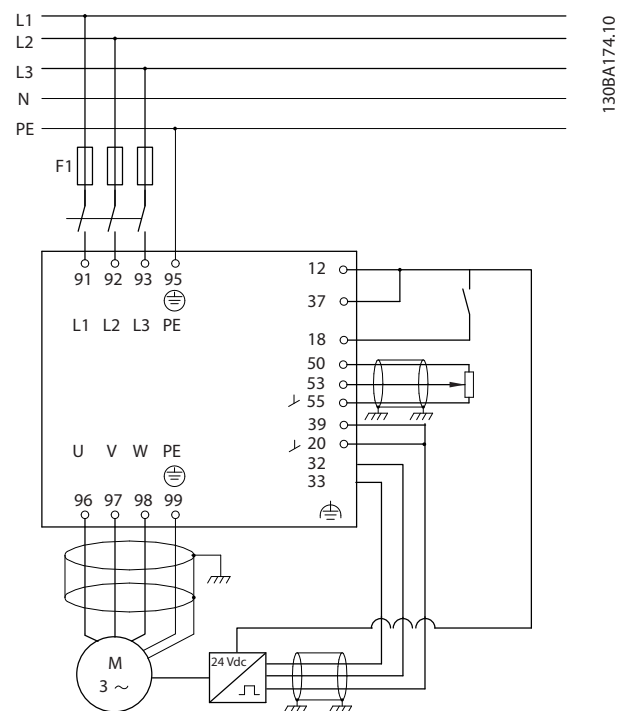 L1
L2
L3
N
PE
130BA174.10
F1
91 92 93 95
L1 L2 L3 PE
12
37
18
50
53
55
39
20
32
33
U V W PE
96 97 98 99
M
3 ~
24 Vdc